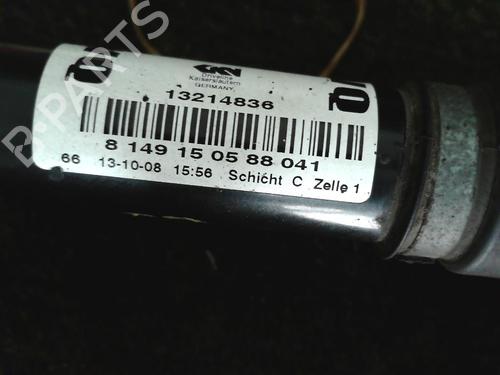 GKN
Driveline
Kaiserslautern
GERMANY
13214836
8 149 15 05 88 041
66 13-10-08 15:56 Schicht C Zelle 1
B-PARTS